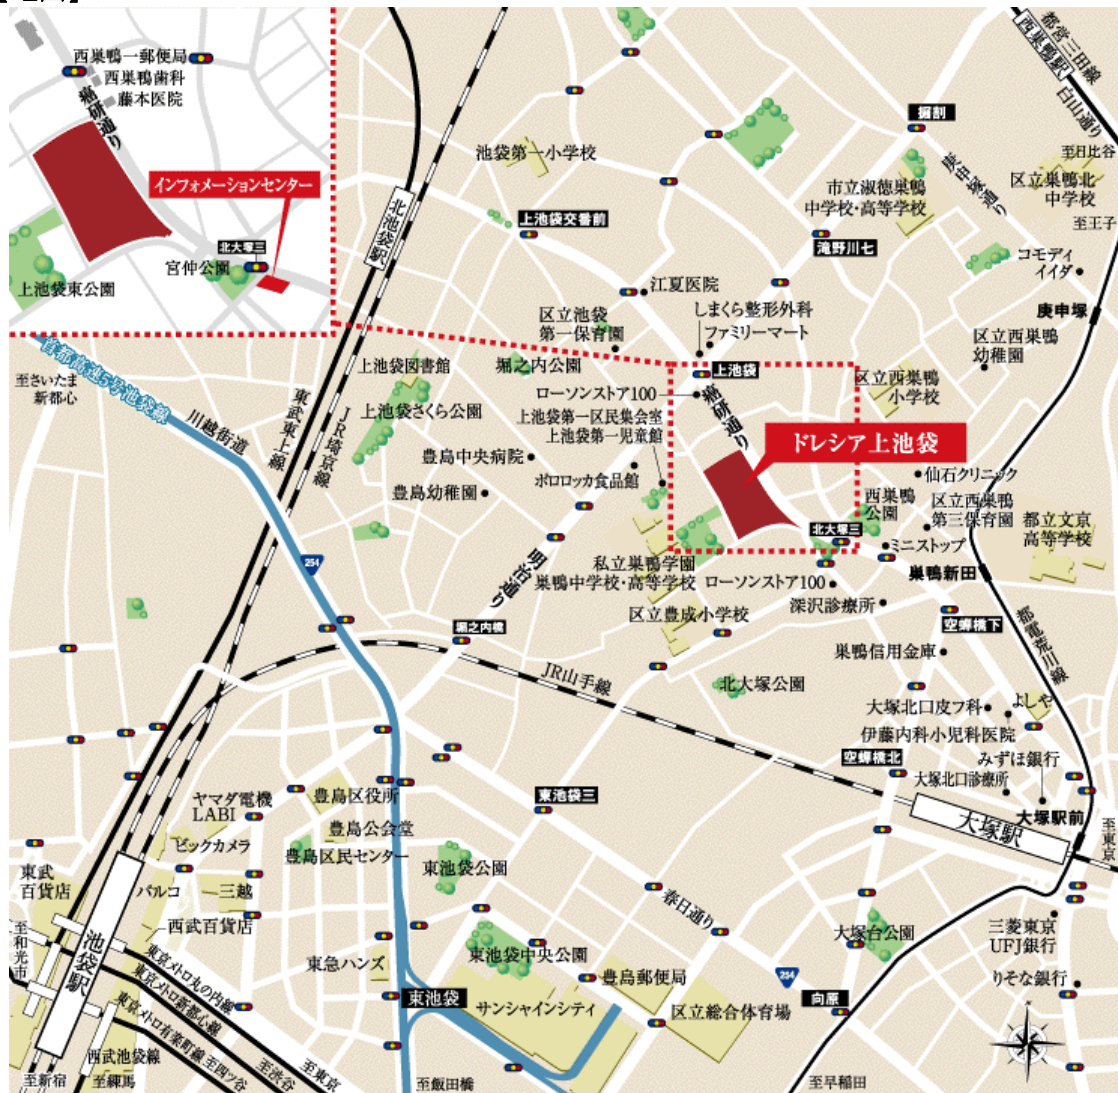 西巣鴨一郵便局
西巣鴨歯科
藤本医院
癌研通り
インフォメーションセンター
北大塚三
宮仲公園
上池袋東公園
北池袋駅
池袋第一小学校
上池袋交番前
掘割
都営三田線
西巣鴨駅
白山通り
至日比谷
庚申塚通り
区立巣鴨北
中学校
至王子
市立淑徳巣鴨
中学校・高等学校
滝野川七
コモディ
イイダ
庚申塚
江夏医院
区立池袋
第一保育園
しまくら整形外科
ファミリーマート
区立西巣鴨
幼稚園
首都高速5号池袋線
至さいたま
新都心
川越街道
東武東上線
JR埼京線
上池袋図書館
堀之内公園
上池袋
区立西巣鴨
小学校
上池袋さくら公園
ローソンストア100
上池袋第一区民集会室
上池袋第一児童館
癌研通り
ドレシア上池袋
豊島中央病院
豊島幼稚園
ポロロッカ食品館
仙石クリニック
西巣鴨
公園
区立西巣鴨
第三保育園
都立文京
高等学校
北大塚三
ミニストップ
巣鴨新田
254
明治通り
私立巣鴨学園
巣鴨中学校・高等学校
ローソンストア100
深沢診療所
区立豊成小学校
空蝉橋下
都電荒川線
堀之内橋
巣鴨信用金庫
JR山手線
北大塚公園
大塚北口皮フ科
よしや
伊藤内科小児科医院
空蝉橋北
みずほ銀行
大塚北口診療所
大塚駅前
大塚駅
至東京
ヤマダ電機
LABI
豊島区役所
東池袋三
豊島公会堂
ビックカメラ
豊島区民センター
東池袋公園
東武
百貨店
パルコ
三越
西武百貨店
春日通り
大塚台公園
三菱東京
UFJ銀行
至和光市
池袋駅
東京メトロ丸の内線
東京メトロ新都心線
東京メトロ有楽町線
東急ハンズ
東池袋中央公園
豊島郵便局
254
りそな銀行
東池袋
サンシャインシティ
区立総合体育場
向原
西武池袋線
至四ツ谷
至渋谷
至東京
至新宿
至練馬
至飯田橋
至早稲田